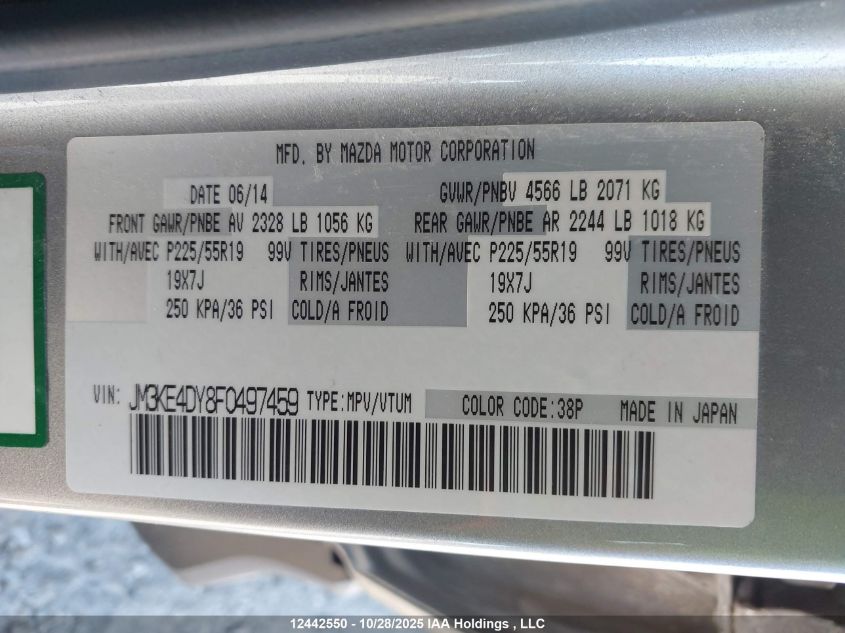 MFD. BY MAZDA MOTOR CORPORATION
DATE 06/14 GVWR/PNBV 4566 LB 2071 KG
FRONT GAWR/PNBE AV 2328 LB 1056 KG REAR GAWR/PNBE AR 2244 LB 1018 KG
WITH/AVEC P225/55R19 99V TIRES/PNEUS WITH/AVEC P225/55R19 99V TIRES/PNEUS
19X7J RIMS/JANTES 19X7J RIMS/JANTES
250 KPA/36 PSI COLD/A FROID 250 KPA/36 PSI COLD/A FROID
VIN: JM3KE4DY8F0497459 TYPE:MPV/VTUM COLOR CODE:38P MADE IN JAPAN
12442550 - 10/28/2025 IAA Holdings , LLC